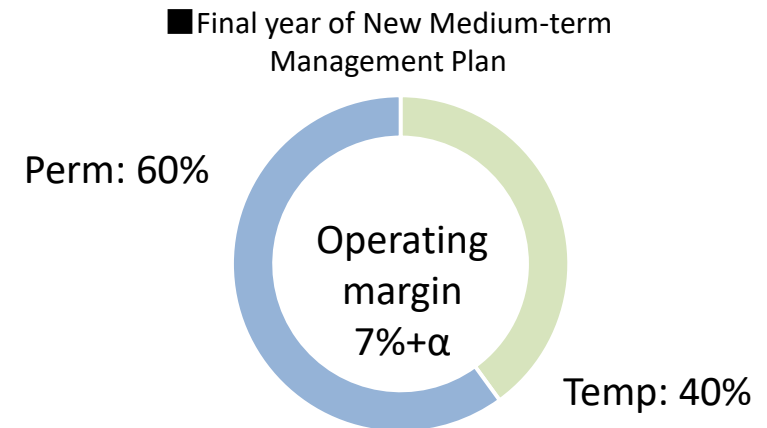 ■Final year of New Medium-term
Management Plan
Perm: 60%
Operating
margin
7%+α
Temp: 40%